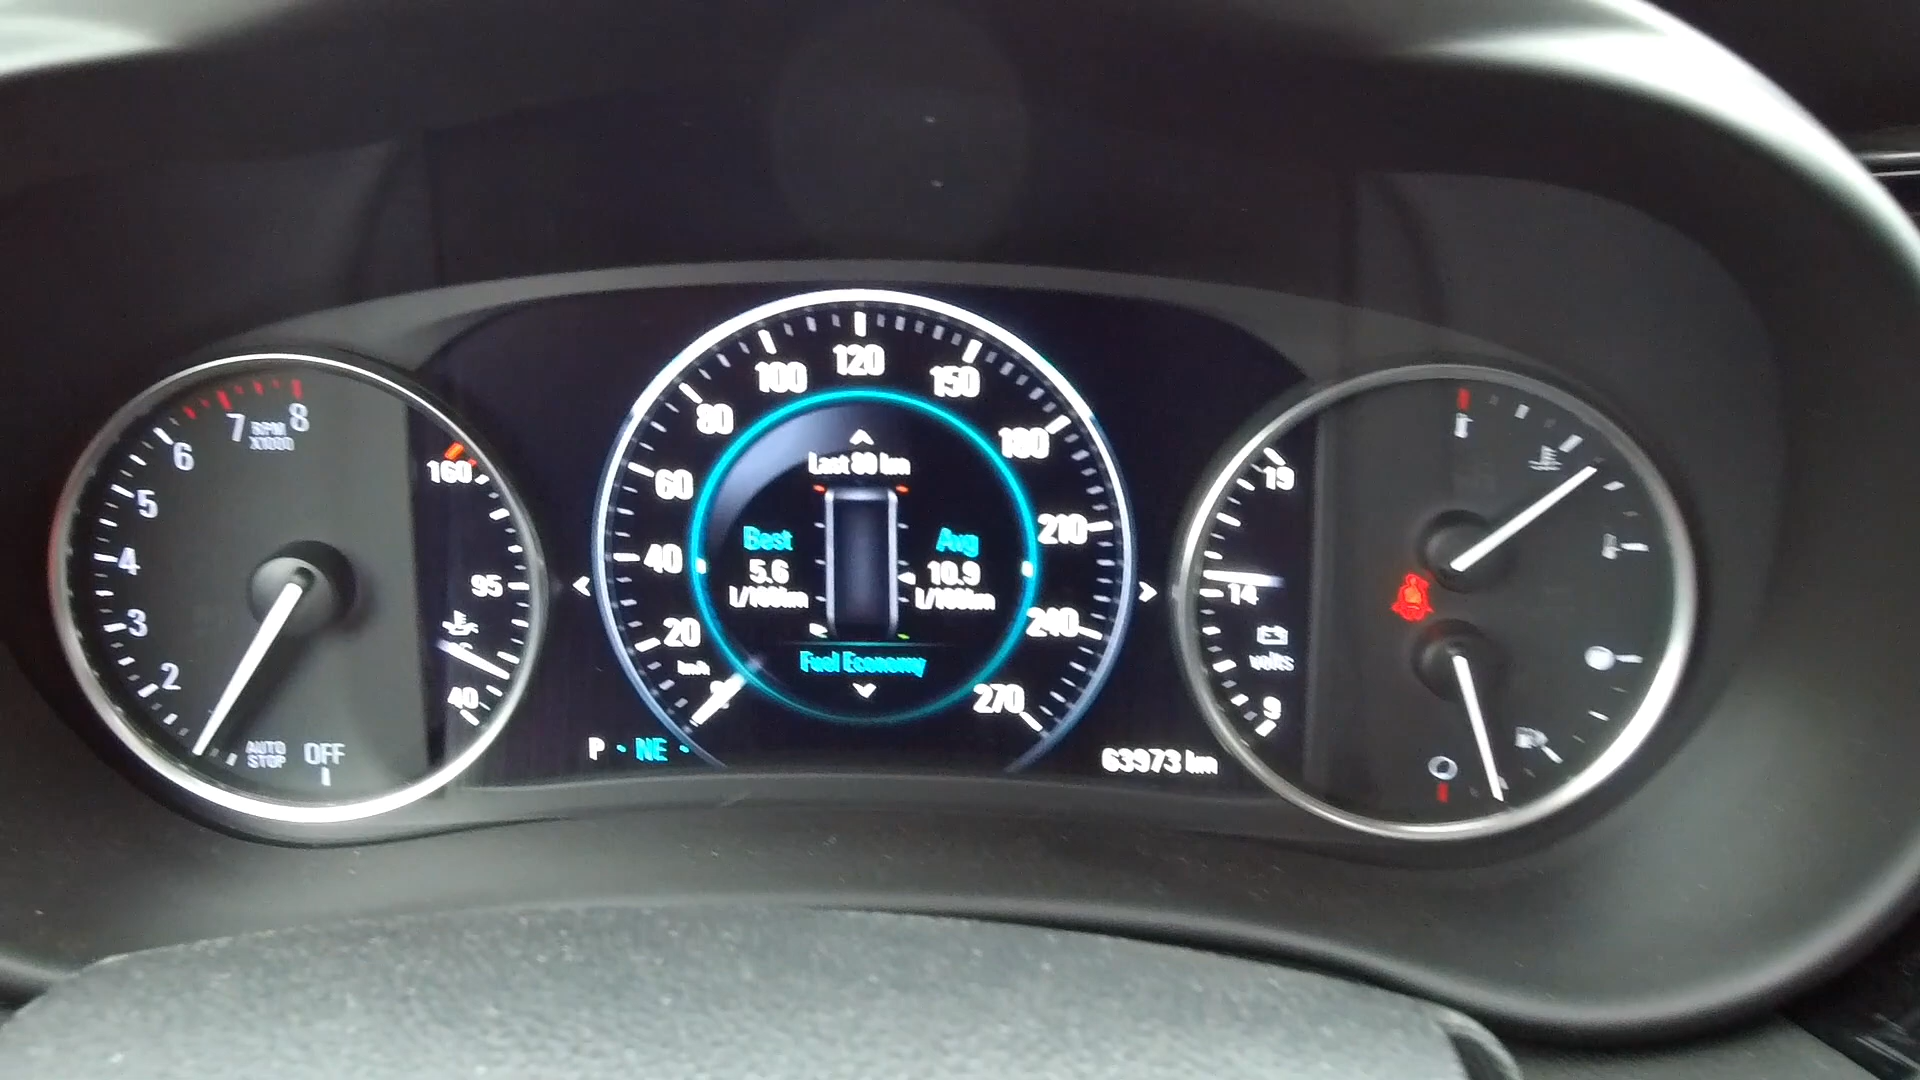 8
7
RPM
X1000
6
5
4
3
2
AUTO
STOP
OFF
160
95
40
120
100
150
80
180
60
210
40
240
20
270
km/h
Last 80 km
Best
5.6
L/100km
Avg
10.9
L/100km
Fuel Economy
P - NE -
63973 km
19
14
volts
9